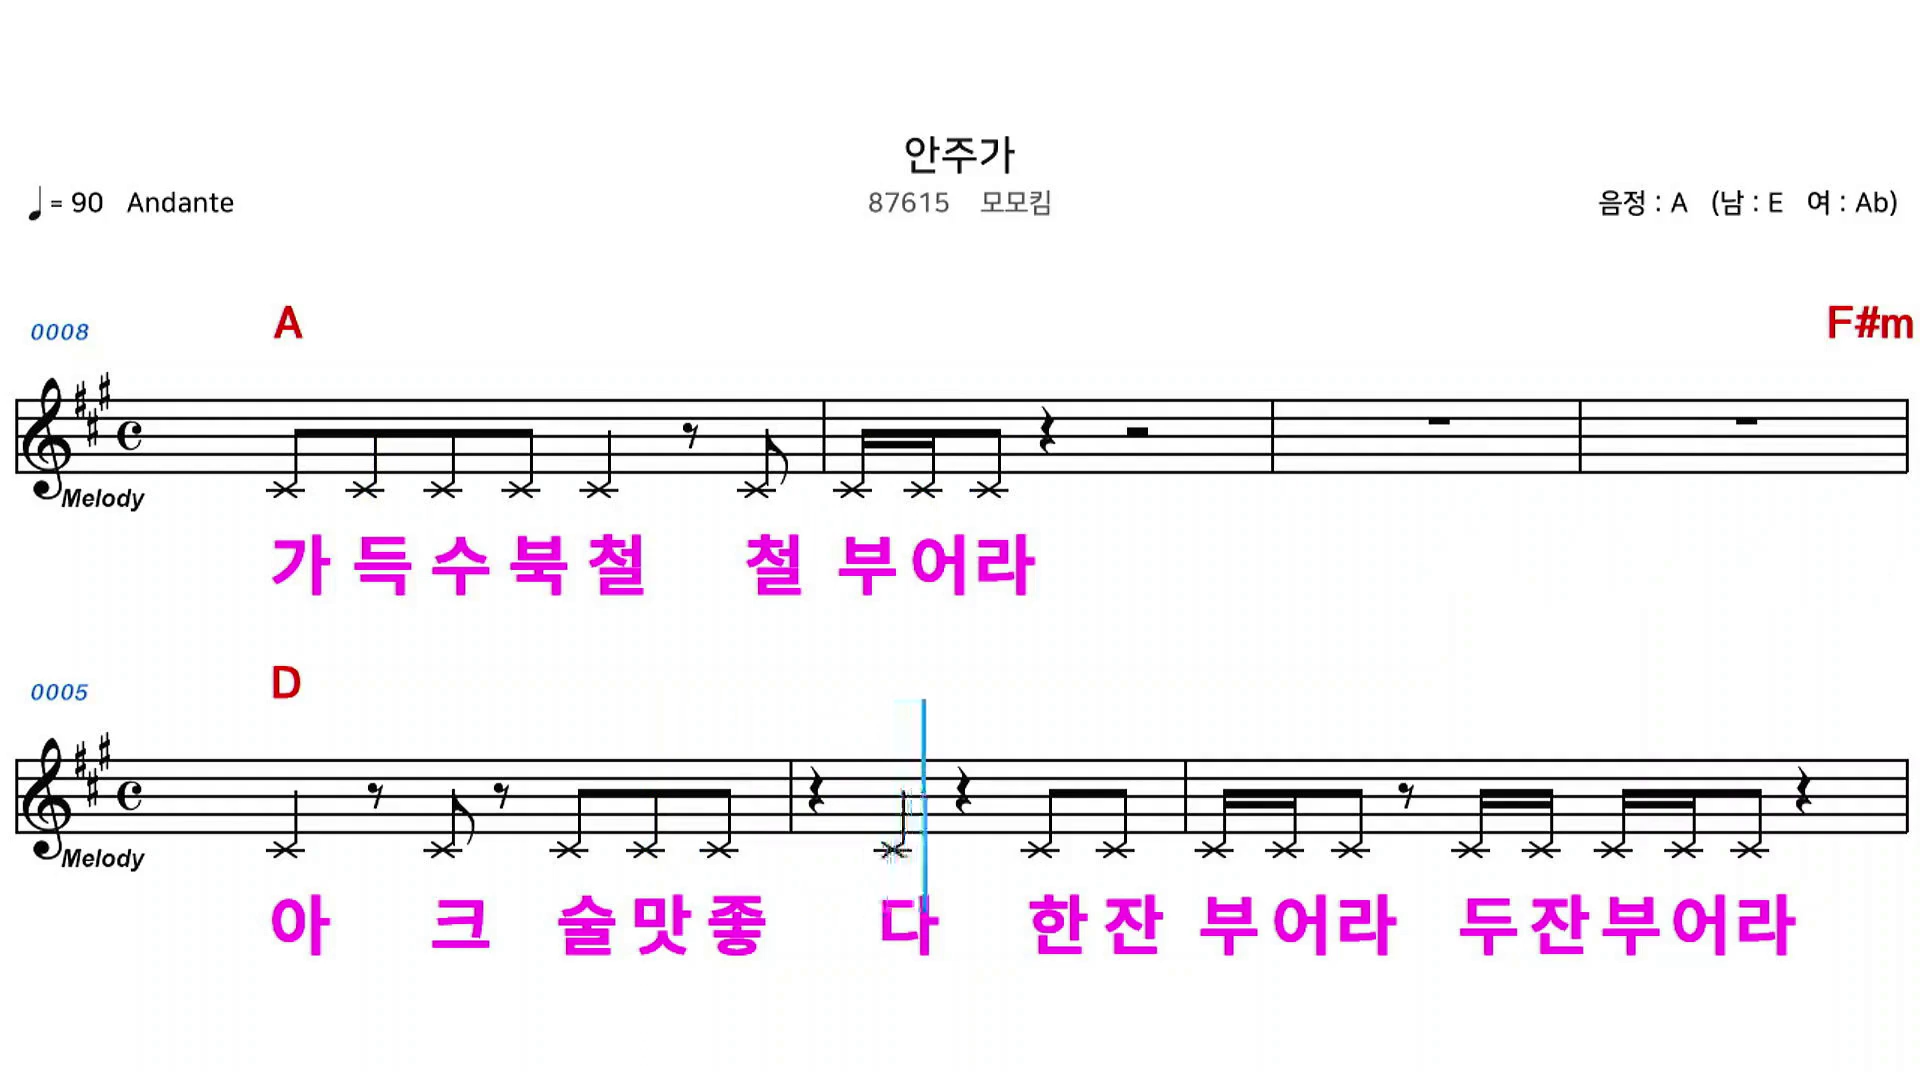 안주가
♩= 90 Andante
87615 모모킴
음정 : A (남 : E 여 : Ab)
0008 A F#m
Melody
가득수북철 철 부어라
0005 D
Melody
아 크 술맛좋 다 한잔 부어라 두잔부어라